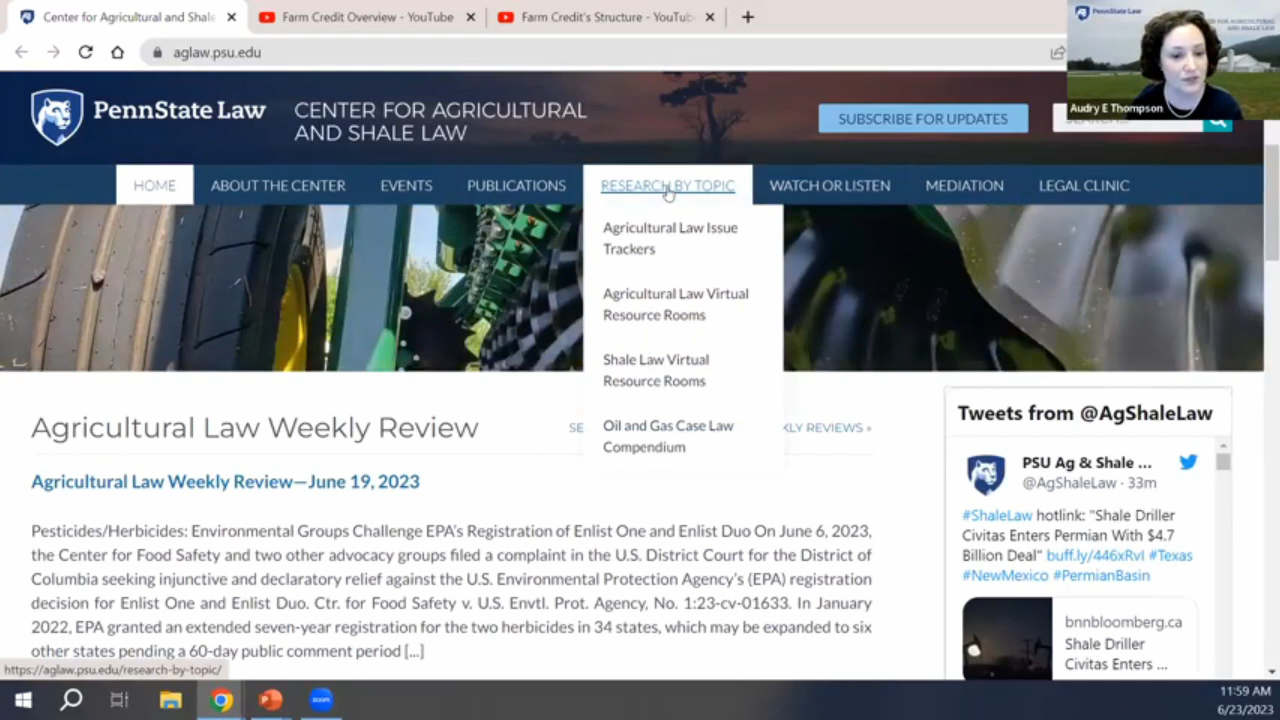 Center for Agricultural and Shale
Farm Credit Overview - YouTube
Farm Credit's Structure - YouTub
aglaw.psu.edu
PennState Law
Audry E Thompson
PennState Law
CENTER FOR AGRICULTURAL
AND SHALE LAW
SUBSCRIBE FOR UPDATES
HOME
ABOUT THE CENTER
EVENTS
PUBLICATIONS
RESEARCH BY TOPIC
WATCH OR LISTEN
MEDIATION
LEGAL CLINIC
Agricultural Law Issue
Trackers
Agricultural Law Virtual
Resource Rooms
Shale Law Virtual
Resource Rooms
Oil and Gas Case Law
Compendium
Agricultural Law Weekly Review
SE
KLY REVIEWS »
Agricultural Law Weekly Review—June 19, 2023
Pesticides/Herbicides: Environmental Groups Challenge EPA's Registration of Enlist One and Enlist Duo On June 6, 2023,
the Center for Food Safety and two other advocacy groups filed a complaint in the U.S. District Court for the District of
Columbia seeking injunctive and declaratory relief against the U.S. Environmental Protection Agency's (EPA) registration
decision for Enlist One and Enlist Duo. Ctr. for Food Safety v. U.S. Envtl. Prot. Agency, No. 1:23-cv-01633. In January
2022, EPA granted an extended seven-year registration for the two herbicides in 34 states, which may be expanded to six
other states pending a 60-day public comment period [...]
Tweets from @AgShaleLaw
PSU Ag & Shale ...
@AgShaleLaw · 33m
#ShaleLaw hotlink: "Shale Driller
Civitas Enters Permian With $4.7
Billion Deal" buff.ly/446xRvI #Texas
#NewMexico #PermianBasin
bnnbloomberg.ca
Shale Driller
Civitas Enters ...
https://aglaw.psu.edu/research-by-topic/
zoom
11:59 AM
6/23/2023